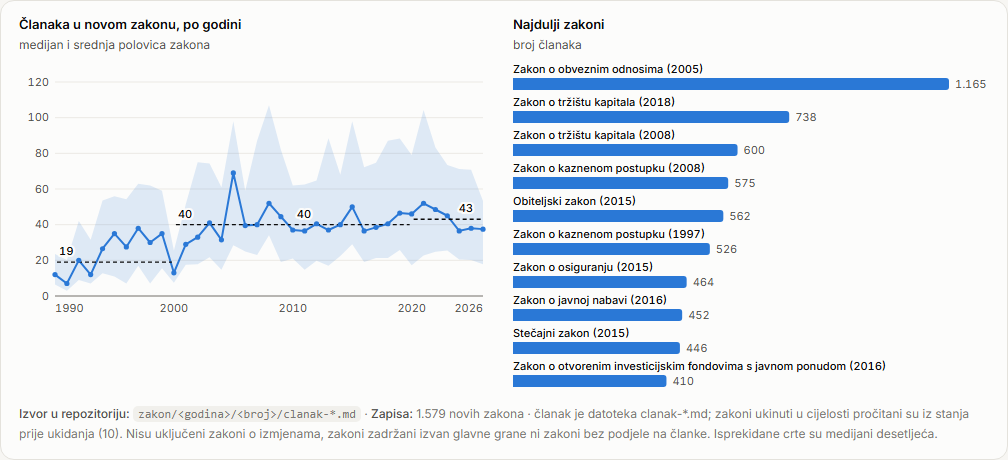 Članaka u novom zakonu, po godini
medijan i srednja polovica zakona
120
100
80
60
40
20
0
19
40
40
43
1990
2000
2010
2020
2026
Najdulji zakoni
broj članaka
Zakon o obveznim odnosima (2005)
1.165
Zakon o tržištu kapitala (2018)
738
Zakon o tržištu kapitala (2008)
600
Zakon o kaznenom postupku (2008)
575
Obiteljski zakon (2015)
562
Zakon o kaznenom postupku (1997)
526
Zakon o osiguranju (2015)
464
Zakon o javnoj nabavi (2016)
452
Stečajni zakon (2015)
446
Zakon o otvorenim investicijskim fondovima s javnom ponudom (2016)
410
Izvor u repozitoriju: zakon/<godina>/<broj>/clanak-*.md · Zapisa: 1.579 novih zakona · članak je datoteka clanak-*.md; zakoni ukinuti u cijelosti pročitani su iz stanja
prije ukidanja (10). Nisu uključeni zakoni o izmjenama, zakoni zadržani izvan glavne grane ni zakoni bez podjele na članke. Isprekidane crte su medijani desetljeća.